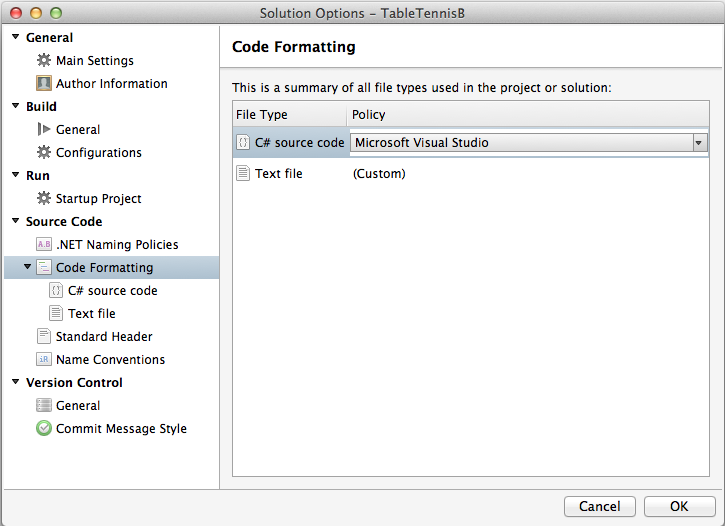 Solution Options – TableTennisB
General
Main Settings
Author Information
Build
General
Configurations
Run
Startup Project
Source Code
A.B .NET Naming Policies
Code Formatting
{} C# source code
Text file
Standard Header
iR Name Conventions
Version Control
General
Commit Message Style
Code Formatting
This is a summary of all file types used in the project or solution:
File Type Policy
{} C# source code Microsoft Visual Studio
Text file (Custom)
Cancel OK